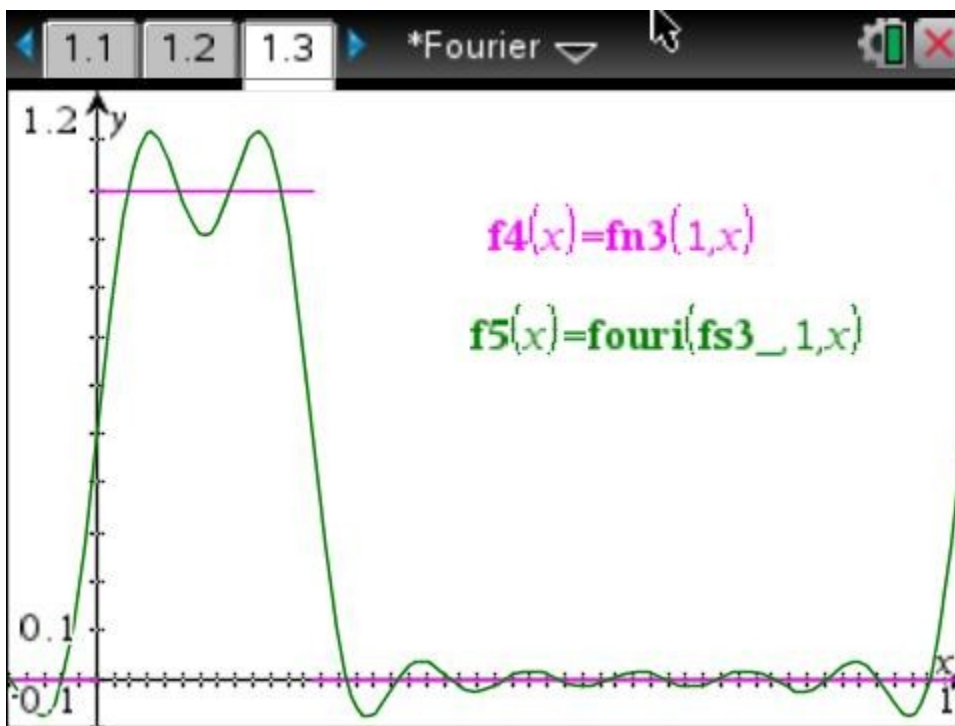 1.1 1.2 1.3 *Fourier
1.2 y
f4(x)=fn3(1,x)
f5(x)=fouri(fs3_,1,x)
0.1
x
-0.1 1